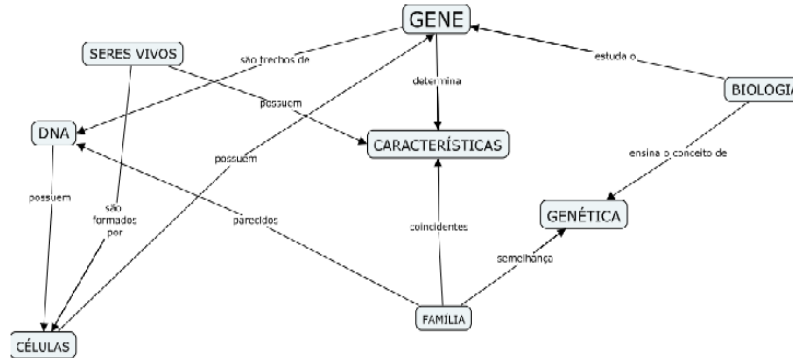 GENE
SERES VIVOS
são trechos de
estuda o
determina
BIOLOGIA
possuem
DNA
CARACTERÍSTICAS
possuem
ensina o conceito de
possuem
são
formados
por
parecidos
coincidentes
GENÉTICA
semelhança
FAMÍLIA
CÉLULAS